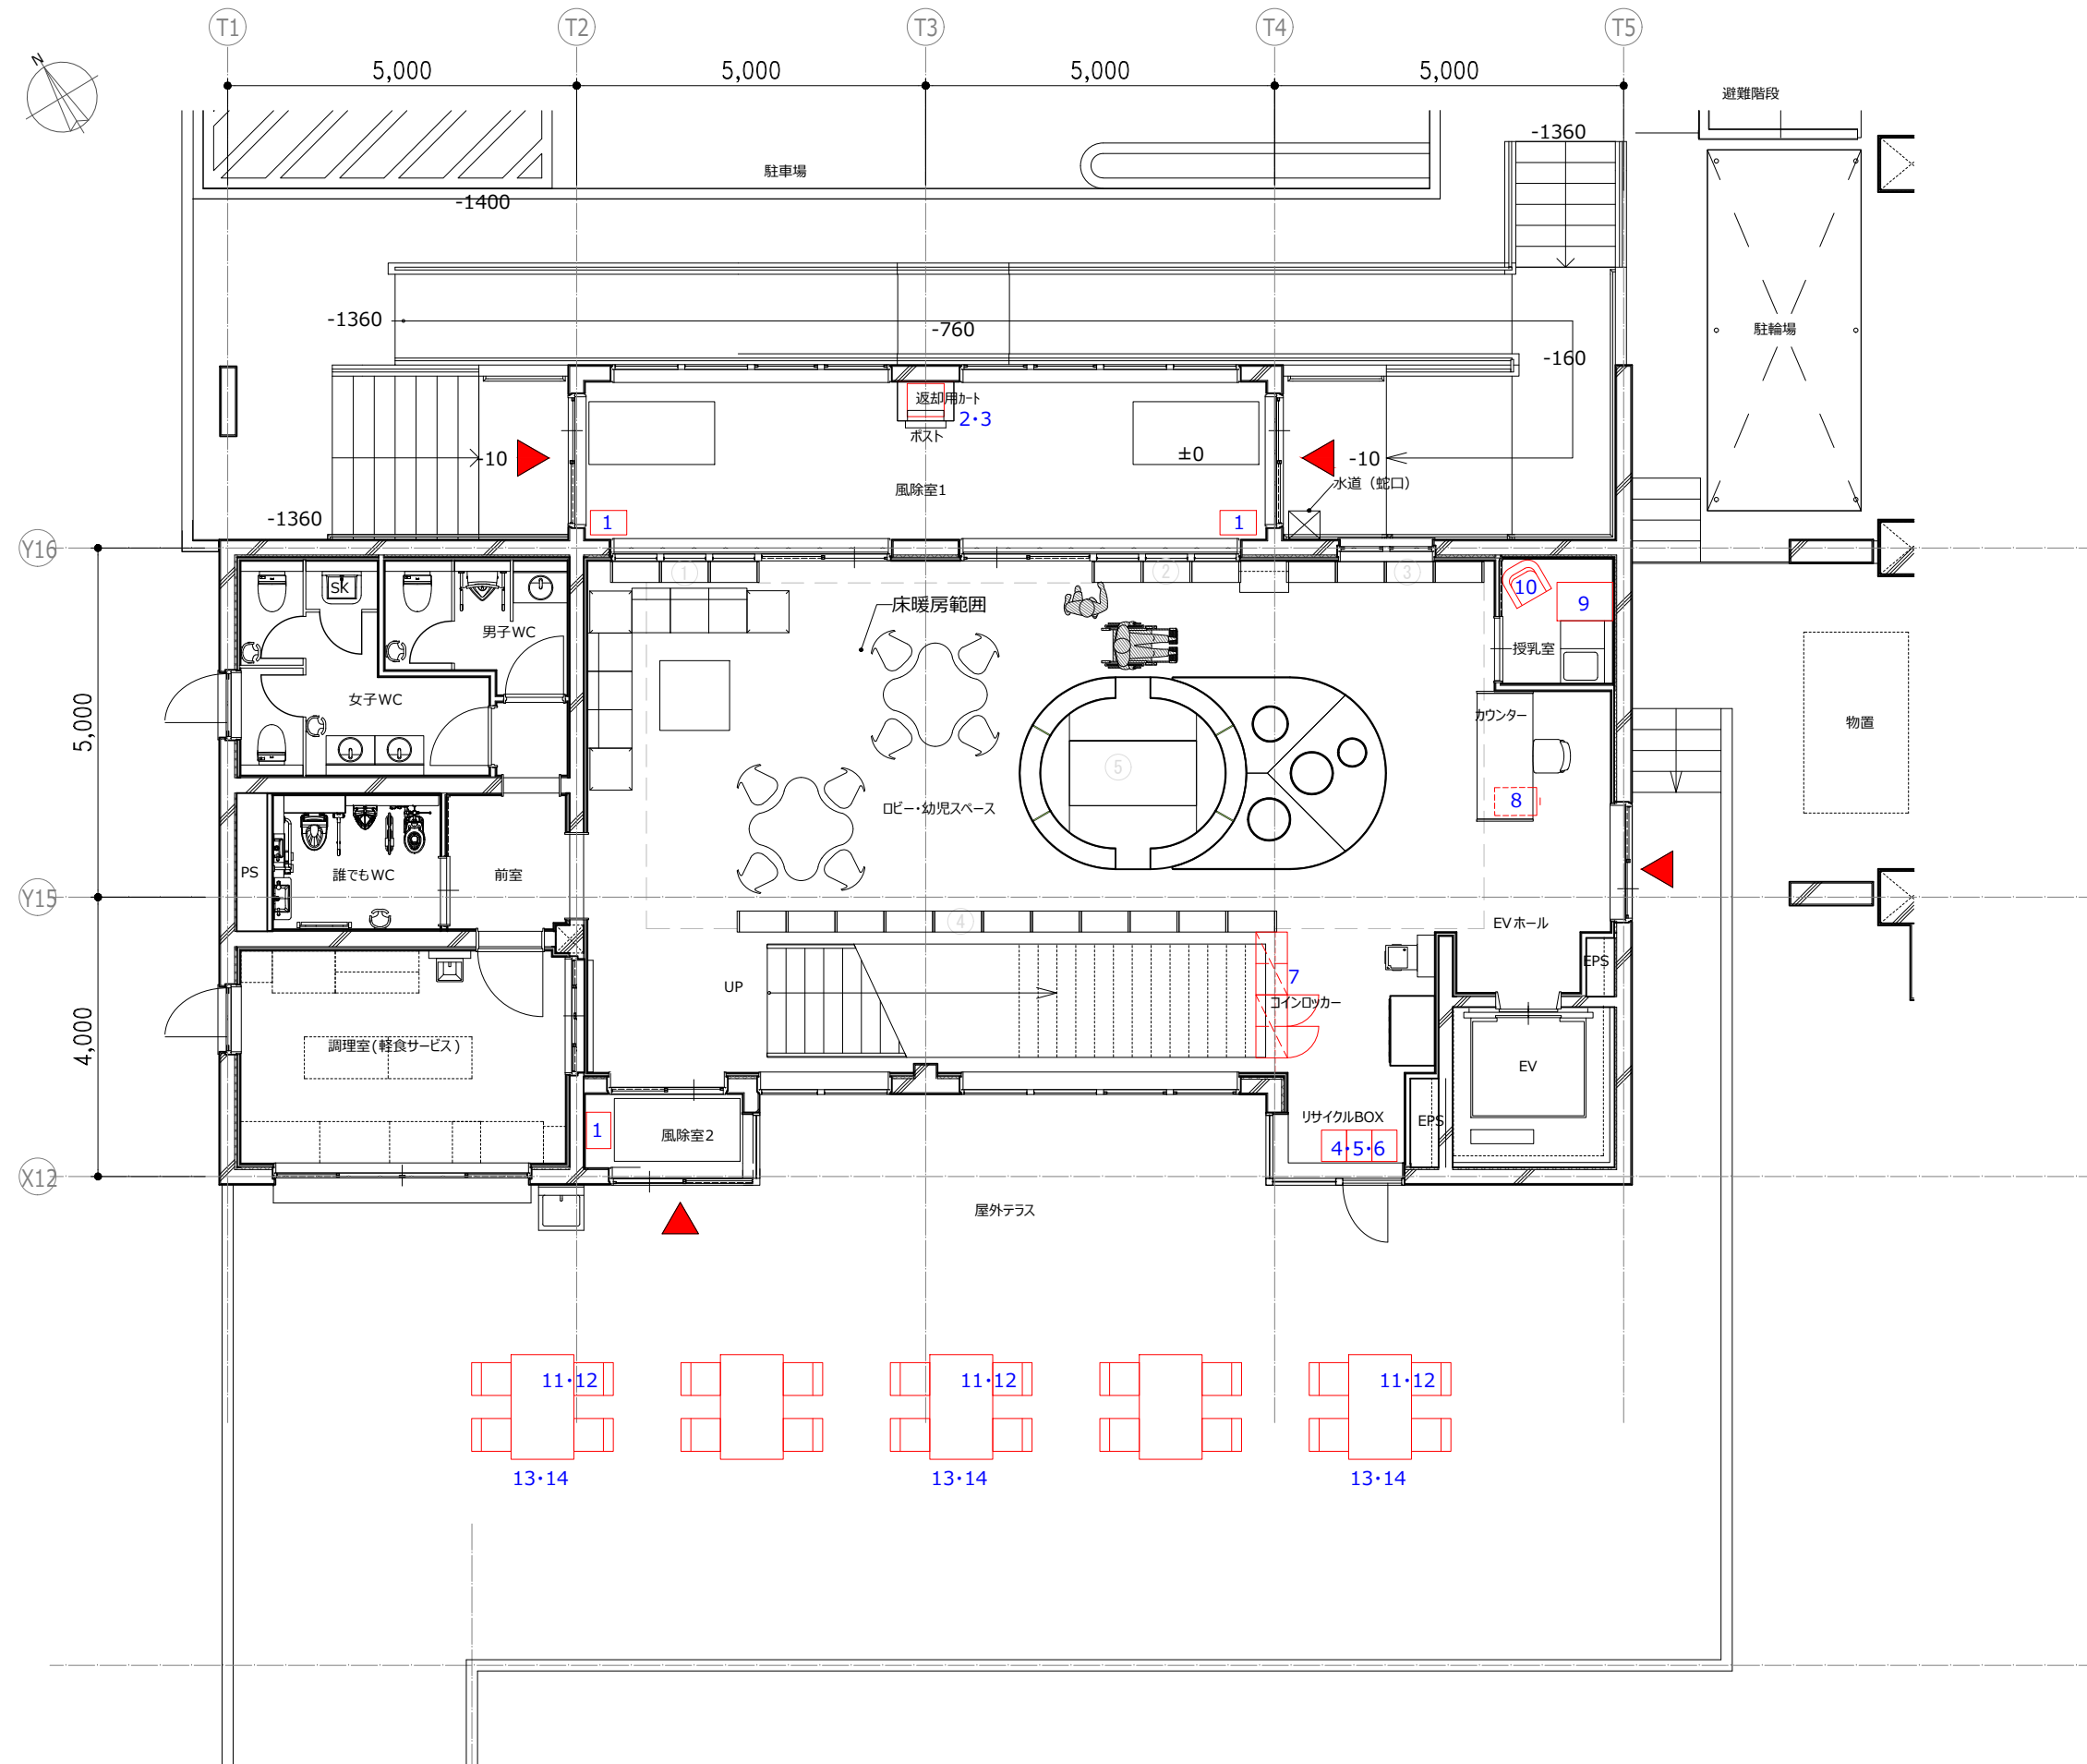 T1 T2 T3 T4 T5
N
5,000 5,000 5,000 5,000
避難階段
-1360
駐車場
-1400
-1360
-760
駐輪場
-160
返却用カート
2・3
ポスト
-10
±0
-10
水道（蛇口）
風除室1
-1360
1
1
Y16
1
2
3
SK
男子WC
床暖房範囲
10
9
授乳室
女子WC
カウンター
物置
5,000
5
8
ロビー・幼児スペース
PS
誰でもWC
前室
Y15
4
EVホール
EPS
UP
7
コインロッカー
4,000
調理室(軽食サービス)
EV
1
風除室2
リサイクルBOX
EPS
4・5・6
X12
屋外テラス
11・12 11・12 11・12
13・14 13・14 13・14